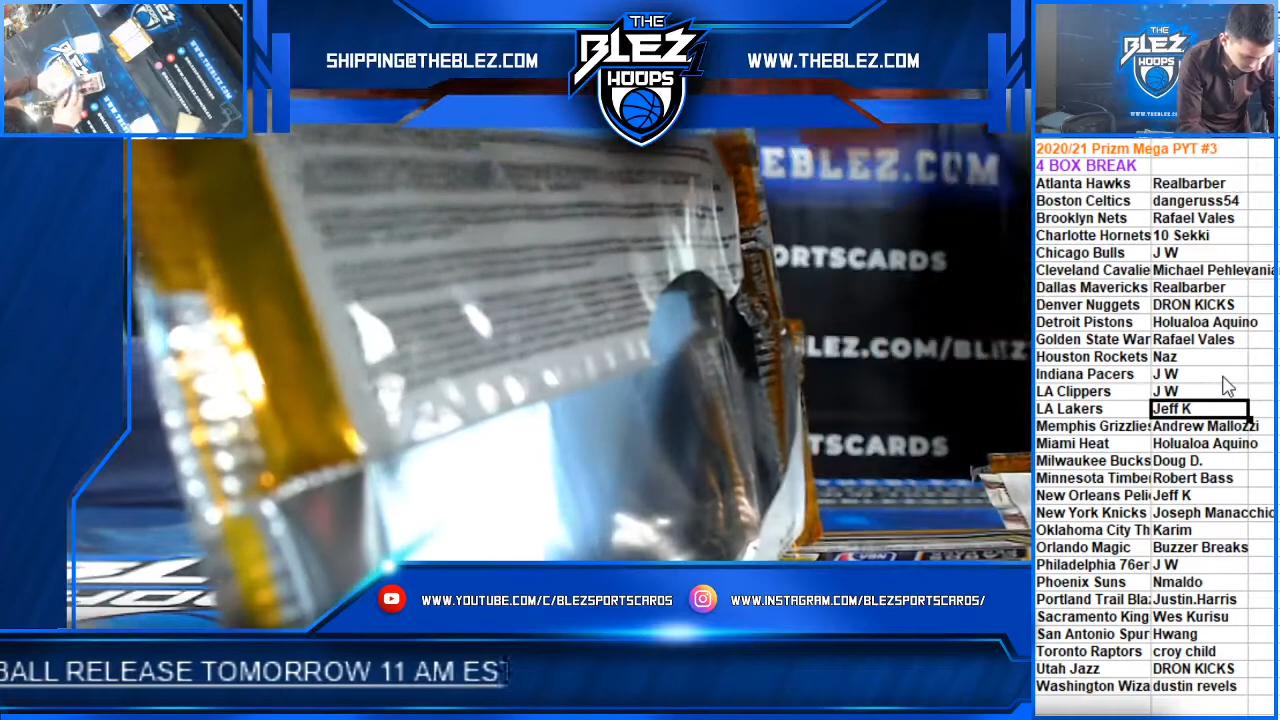 SHIPPING@THEBLEZ.COM
THE
BLEZ
1
HOOPS
WWW.THEBLEZ.COM
EBLEZ.COM
ORTSCARDS
LEZ.COM/BLEZ
RTSCARDS
WWW.YOUTUBE.COM/C/BLEZSPORTSCARDS
WWW.INSTAGRAM.COM/BLEZSPORTSCARDS/
BALL RELEASE TOMORROW 11 AM EST
2020/21 Prizm Mega PYT #3
4 BOX BREAK
Atlanta Hawks Realbarber
Boston Celtics dangeruss54
Brooklyn Nets Rafael Vales
Charlotte Hornets 10 Sekki
Chicago Bulls J W
Cleveland Cavalie Michael Pehlevania
Dallas Mavericks Realbarber
Denver Nuggets DRON KICKS
Detroit Pistons Holualoa Aquino
Golden State War Rafael Vales
Houston Rockets Naz
Indiana Pacers J W
LA Clippers J W
LA Lakers Jeff K
Memphis Grizzlies Andrew Mallozzi
Miami Heat Holualoa Aquino
Milwaukee Bucks Doug D.
Minnesota Timbe Robert Bass
New Orleans Peli Jeff K
New York Knicks Joseph Manacchio
Oklahoma City Th Karim
Orlando Magic Buzzer Breaks
Philadelphia 76er J W
Phoenix Suns Nmaldo
Portland Trail Bla Justin.Harris
Sacramento King Wes Kurisu
San Antonio Spur Hwang
Toronto Raptors croy child
Utah Jazz DRON KICKS
Washington Wiza dustin revels